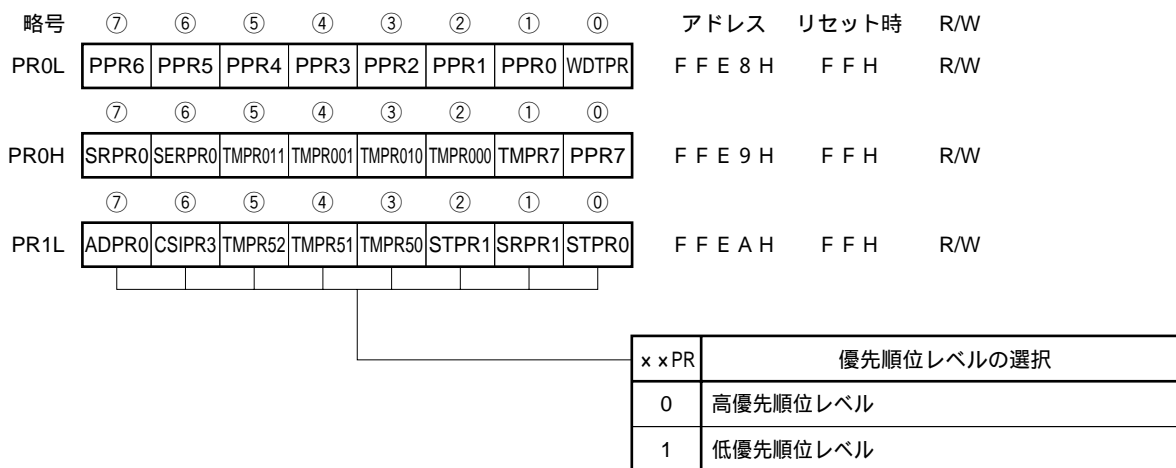 略号 ⑦ ⑥ ⑤ ④ ③ ② ① ⓪ アドレス リセット時 R/W
PR0L PPR6 PPR5 PPR4 PPR3 PPR2 PPR1 PPR0 WDTPR FFE8H FFH R/W
⑦ ⑥ ⑤ ④ ③ ② ① ⓪
PR0H SRPR0 SERPR0 TMPR011 TMPR001 TMPR010 TMPR000 TMPR7 PPR7 FFE9H FFH R/W
⑦ ⑥ ⑤ ④ ③ ② ① ⓪
PR1L ADPR0 CSIPR3 TMPR52 TMPR51 TMPR50 STPR1 SRPR1 STPR0 FFEAH FFH R/W
××PR 優先順位レベルの選択
0 高優先順位レベル
1 低優先順位レベル